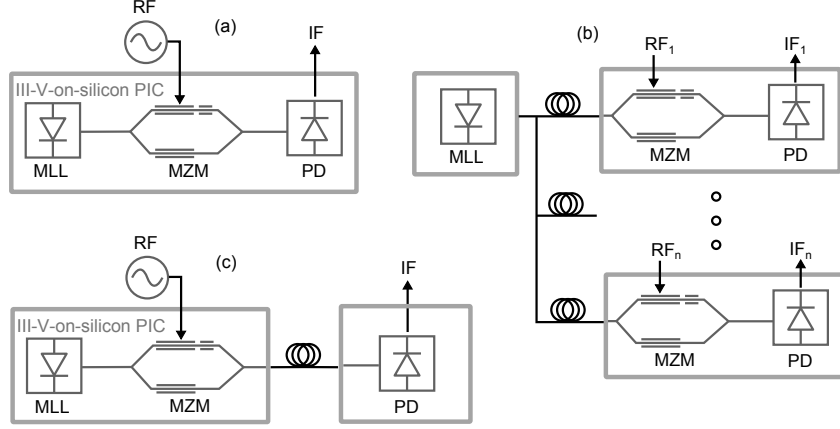 RF
(a)
IF
III-V-on-silicon PIC
MLL
MZM
PD
(b)
RF1
IF1
MLL
MZM
PD
RFn
IFn
MZM
PD
RF
(c)
IF
III-V-on-silicon PIC
MLL
MZM
PD